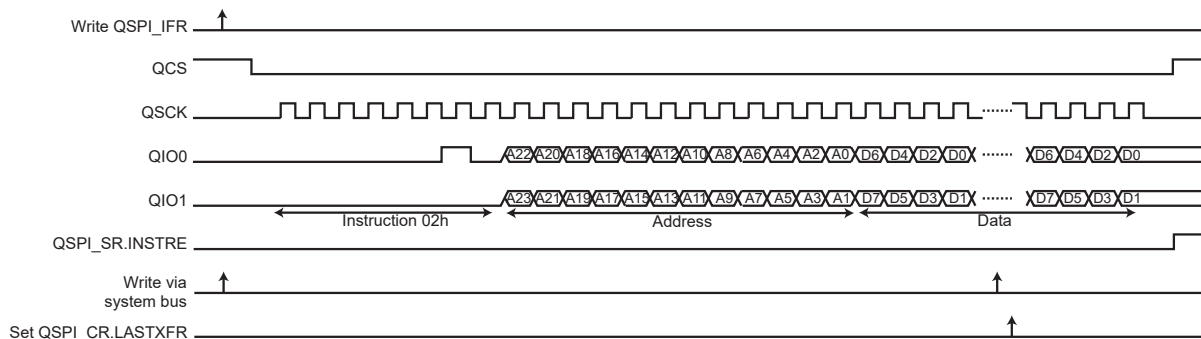 Write QSPI_IFR
QCS
QSCK
QIO0 A22 A20 A18 A16 A14 A12 A10 A8 A6 A4 A2 A0 D6 D4 D2 D0 D6 D4 D2 D0
QIO1 A23 A21 A19 A17 A15 A13 A11 A9 A7 A5 A3 A1 D7 D5 D3 D1 D7 D5 D3 D1
Instruction 02h Address Data
QSPI_SR.INSTRE
Write via
system bus
Set QSPI_CR.LASTXFR